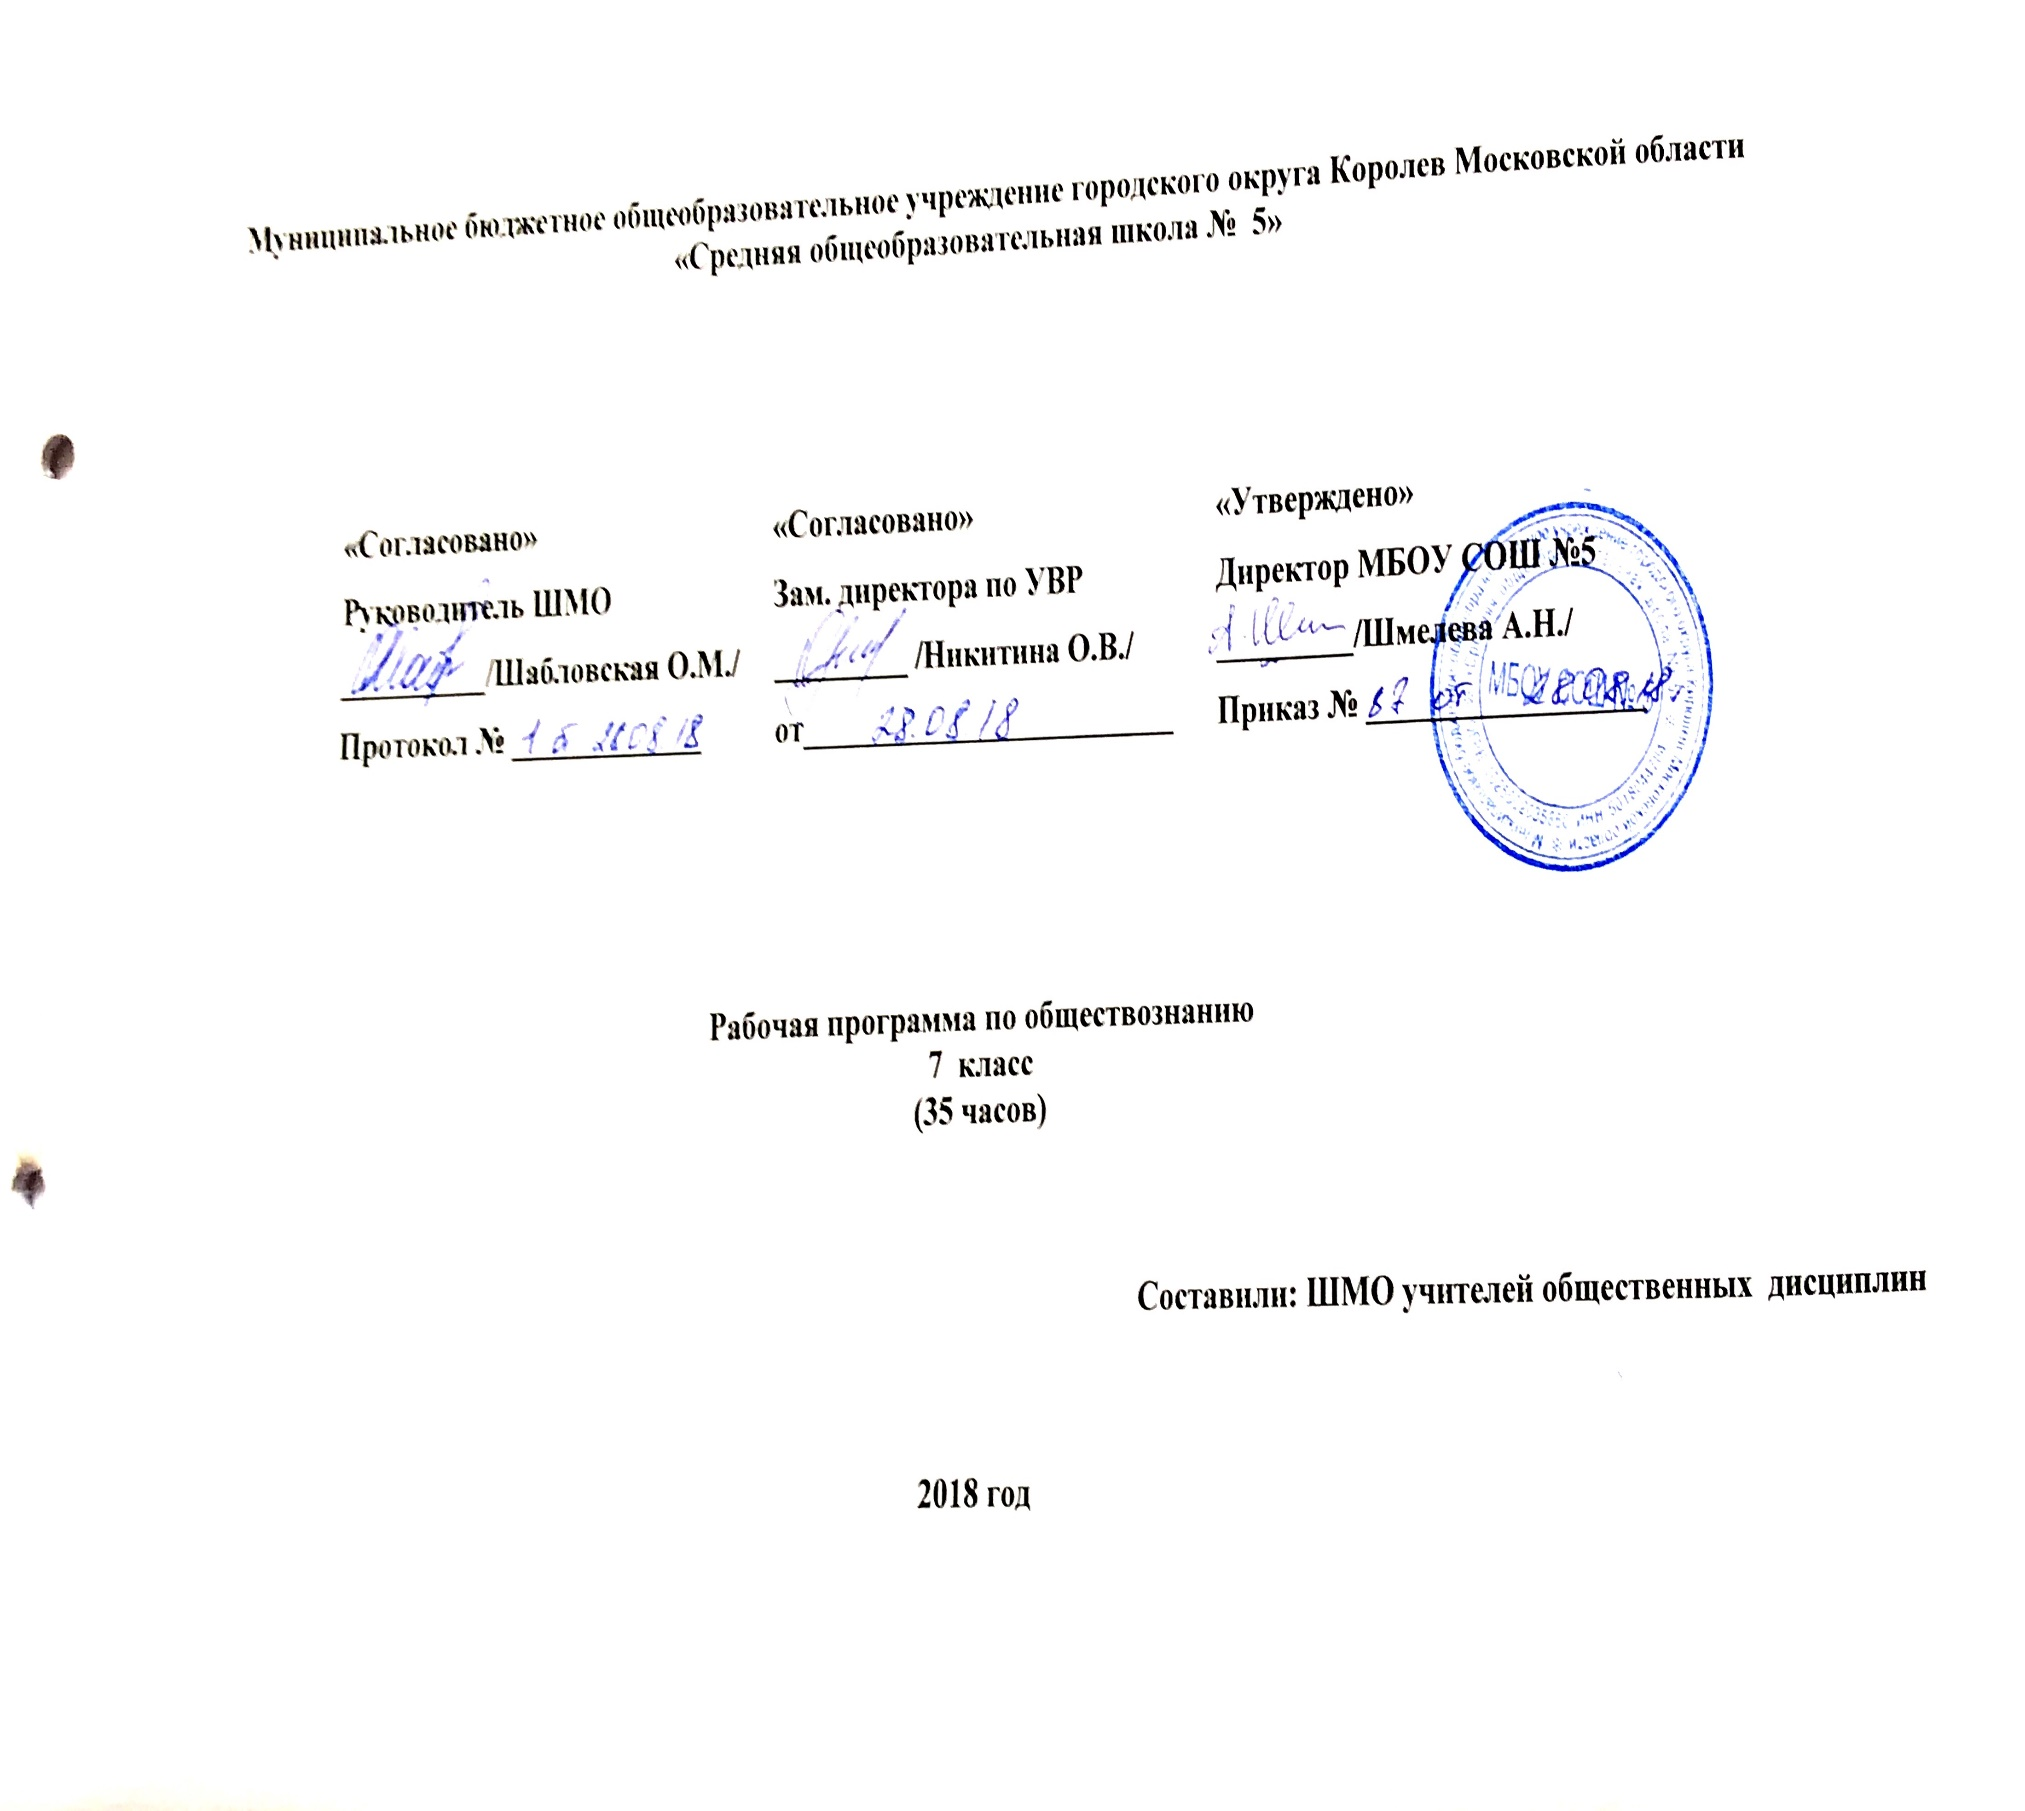 Муниципальное бюджетное общеобразовательное учреждение городского округа Королев Московской области
«Средняя общеобразовательная школа № 5»
«Согласовано»
Руководитель ШМО
/Шабловская О.М./
Протокол № 1
«Согласовано»
Зам. директора по УВР
/Никитина О.В./
от 28.08 18
«Утверждено»
Директор МБОУ СОШ №5
/Шмелева А.Н./
Приказ № 87 от 28.08.18
МБОУ
Рабочая программа по обществознанию
7 класс
(35 часов)
Составили: ШМО учителей общественных дисциплин
2018 год